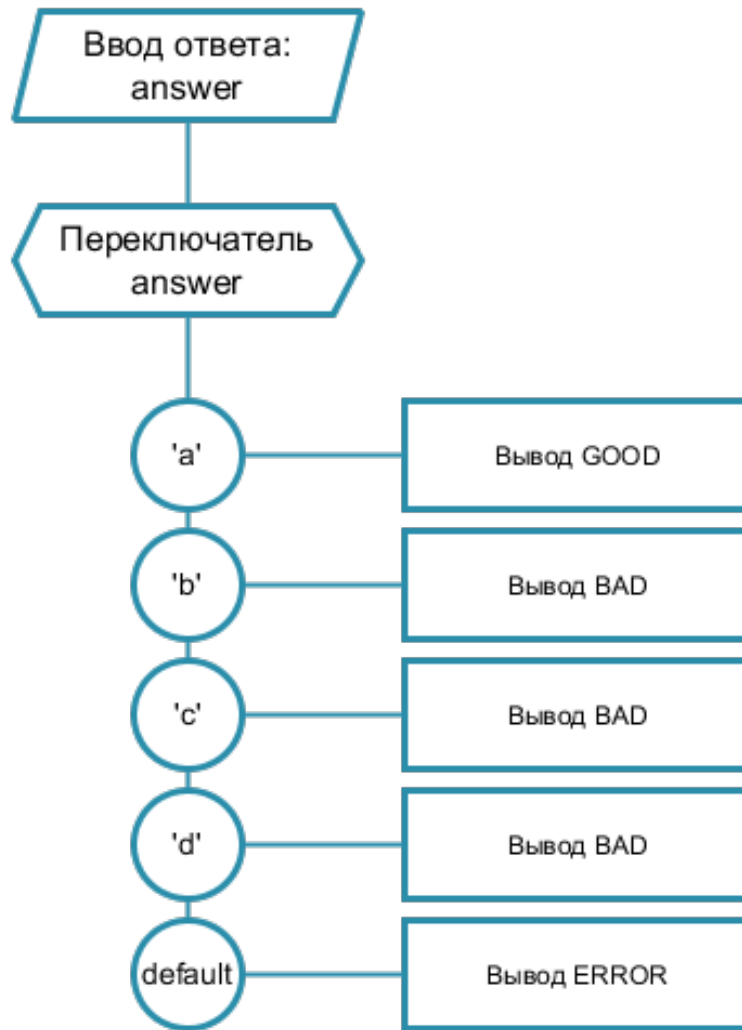 Ввод ответа:
answer
Переключатель
answer
'a'
Вывод GOOD
'b'
Вывод BAD
'c'
Вывод BAD
'd'
Вывод BAD
default
Вывод ERROR